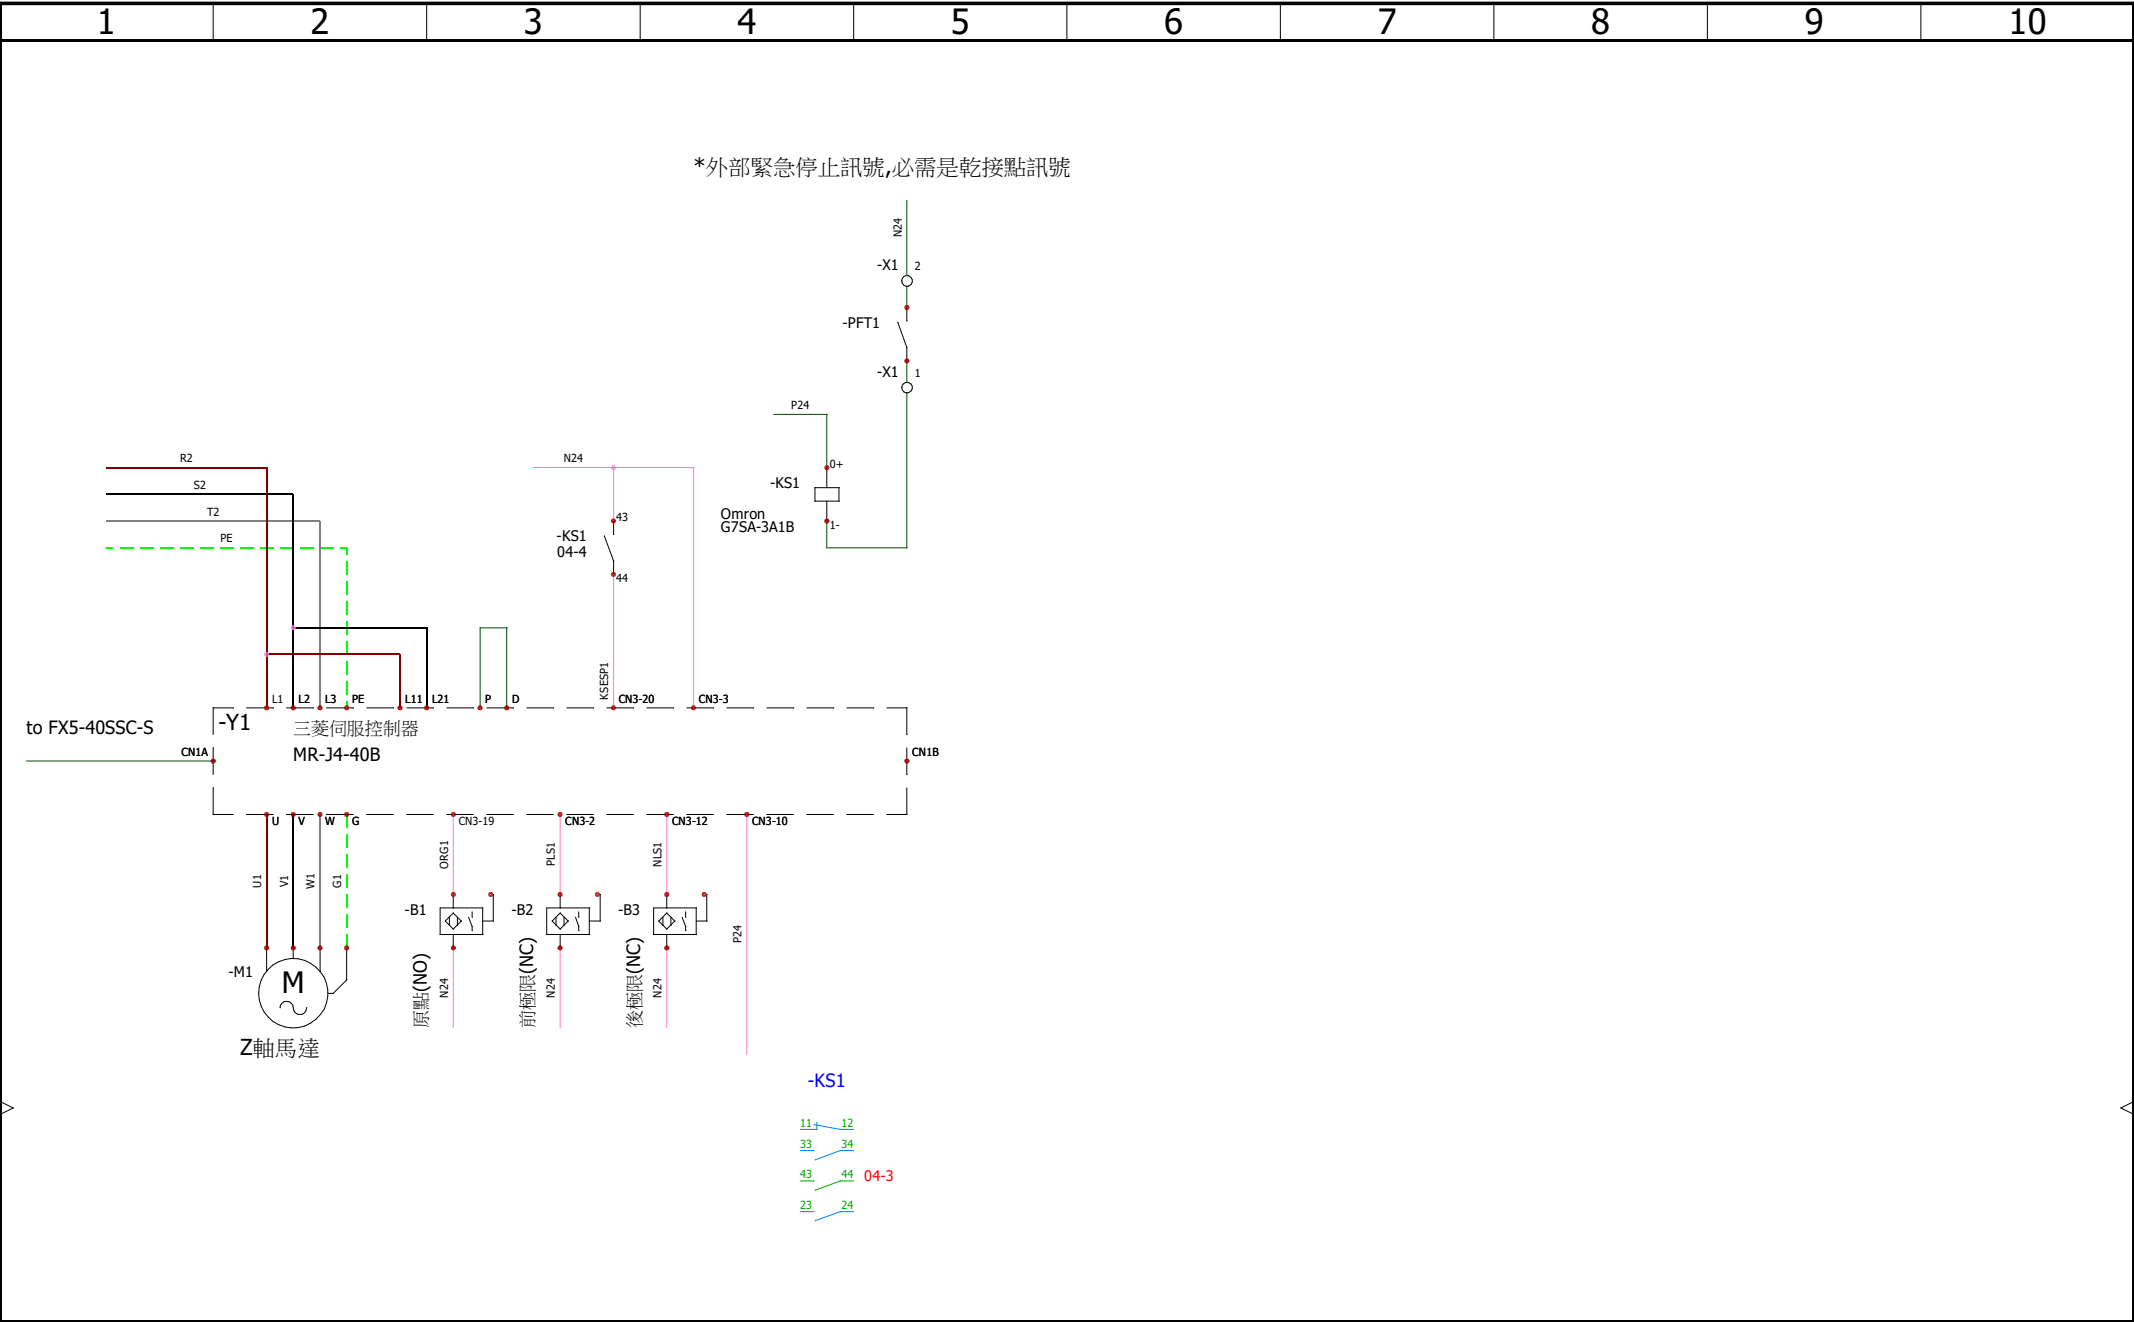 1 2 3 4 5 6 7 8 9 10
*外部緊急停止訊號,必需是乾接點訊號
N24
-X1 2
-PFT1
-X1 1
P24
0+
-KS1
Omron
G7SA-3A1B
1-
R2
S2
T2
PE
N24
43
-KS1
04-4
44
KSESP1
L1 L2 L3 PE L11 L21 P D CN3-20 CN3-3
to FX5-40SSC-S
-Y1
三菱伺服控制器
MR-J4-40B
CN1A
CN1B
U V W G CN3-19 CN3-2 CN3-12 CN3-10
U1 V1 W1 G1 ORG1 PLS1 NLS1
-B1 -B2 -B3
P24
-M1
M
原點(NO)
N24
前極限(NC)
N24
後極限(NC)
N24
Z軸馬達
-KS1
11 12
33 34
43 44 04-3
23 24